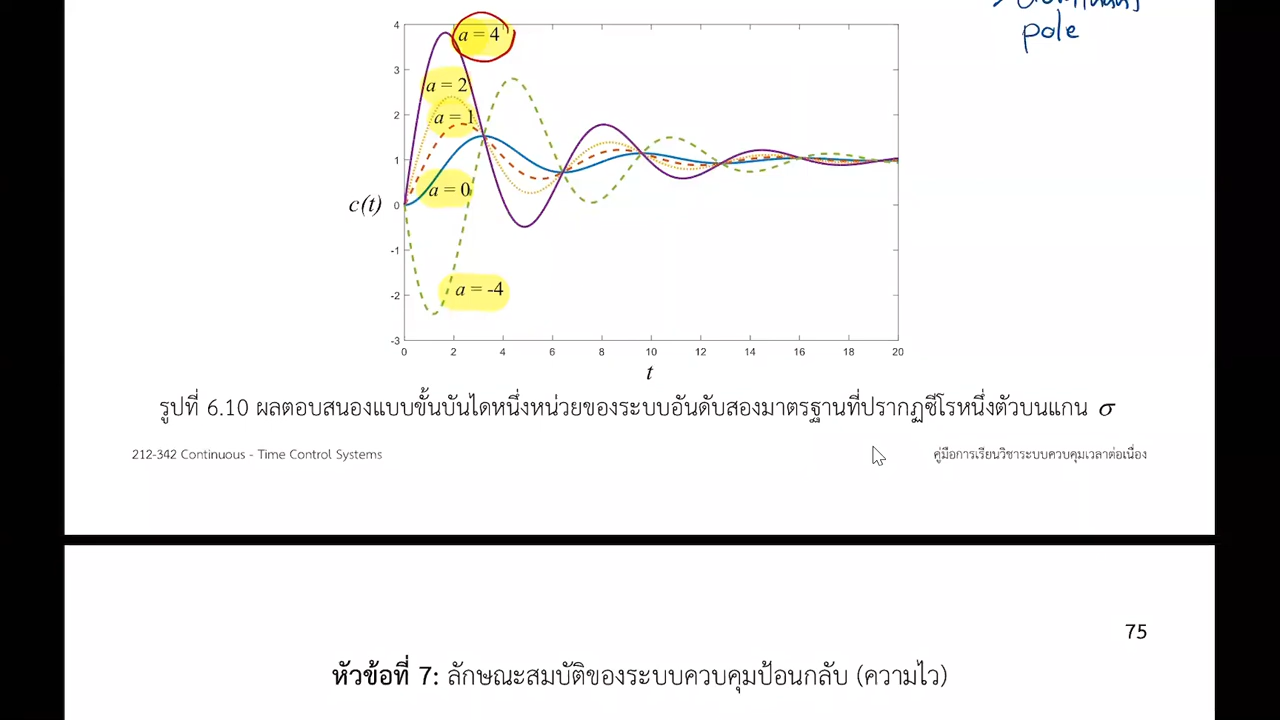 pole
4
a = 4
3
a = 2
2
a = 1
1
a = 0
c(t)
0
-1
a = -4
-2
-3
0 2 4 6 8 10 12 14 16 18 20
t
รูปที่ 6.10 ผลตอบสนองแบบขั้นบันไดหนึ่งหน่วยของระบบอันดับสองมาตรฐานที่ปรากฏซีโรหนึ่งตัวบนแกน σ
212-342 Continuous - Time Control Systems
คู่มือการเรียนวิชาระบบควบคุมเวลาต่อเนื่อง
75
หัวข้อที่ 7: ลักษณะสมบัติของระบบควบคุมป้อนกลับ (ความไว)